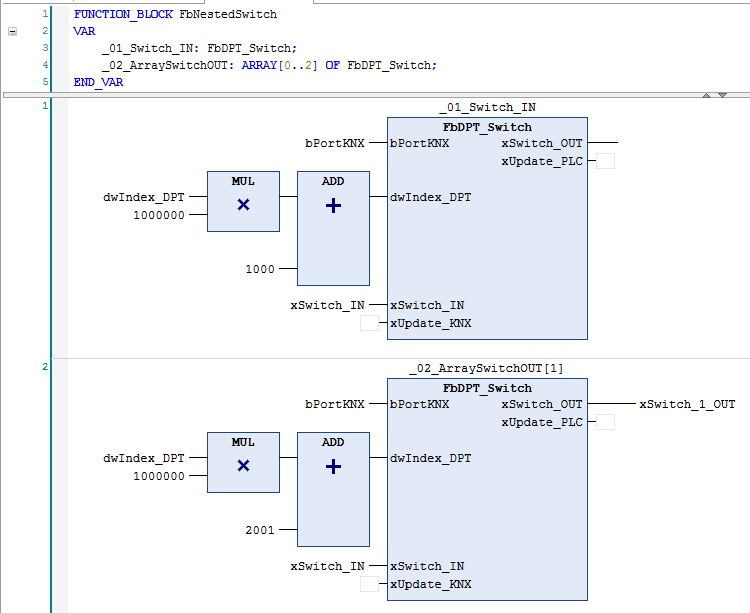 1 FUNCTION_BLOCK FbNestedSwitch
2 VAR
3 _01_Switch_IN: FbDPT_Switch;
4 _02_ArraySwitchOUT: ARRAY[0..2] OF FbDPT_Switch;
5 END_VAR
1 _01_Switch_IN
FbDPT_Switch
bPortKNX bPortKNX xSwitch_OUT
xUpdate_PLC
MUL ADD
dwIndex_DPT × + dwIndex_DPT
1000000
1000
xSwitch_IN xSwitch_IN
xUpdate_KNX
2 _02_ArraySwitchOUT[1]
FbDPT_Switch
bPortKNX bPortKNX xSwitch_OUT xSwitch_1_OUT
xUpdate_PLC
MUL ADD
dwIndex_DPT × + dwIndex_DPT
1000000
2001
xSwitch_IN xSwitch_IN
xUpdate_KNX